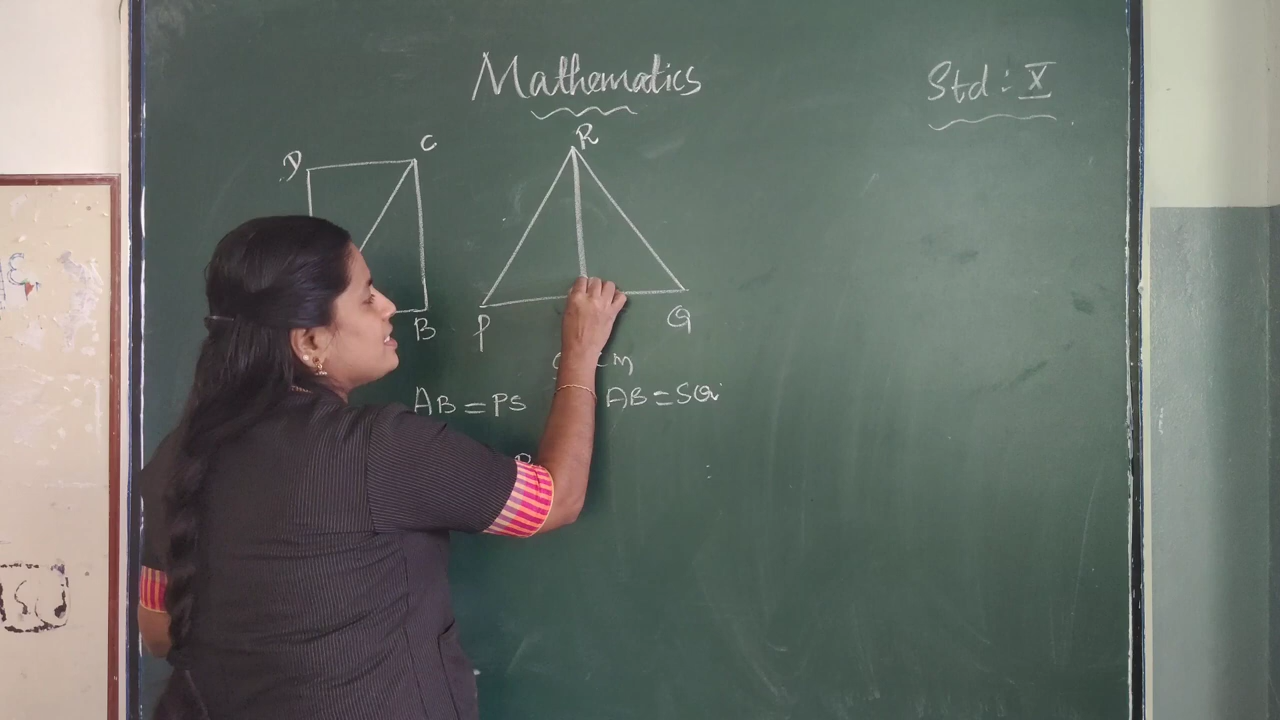 Mathematics
Std : X
D
C
R
B
P
Q
AB = PS
AB = SQ